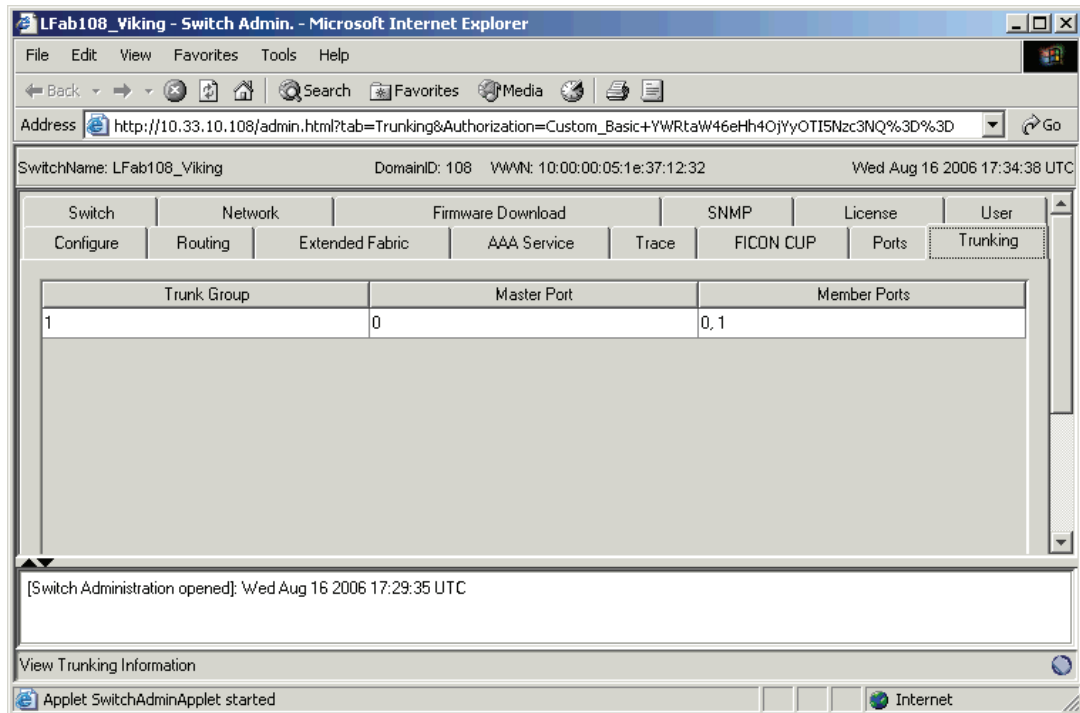 LFab108_Viking - Switch Admin. - Microsoft Internet Explorer
File Edit View Favorites Tools Help
Back Search Favorites Media
Address http://10.33.10.108/admin.html?tab=Trunking&Authorization=Custom_Basic+YWRtaW46eHh4OjYyOTI5Nzc3NQ%3D%3D Go
SwitchName: LFab108_Viking DomainID: 108 WWN: 10:00:00:05:1e:37:12:32 Wed Aug 16 2006 17:34:38 UTC
Switch Network Firmware Download SNMP License User
Configure Routing Extended Fabric AAA Service Trace FICON CUP Ports Trunking
Trunk Group Master Port Member Ports
1 0 0, 1
[Switch Administration opened]: Wed Aug 16 2006 17:29:35 UTC
View Trunking Information
Applet SwitchAdminApplet started Internet